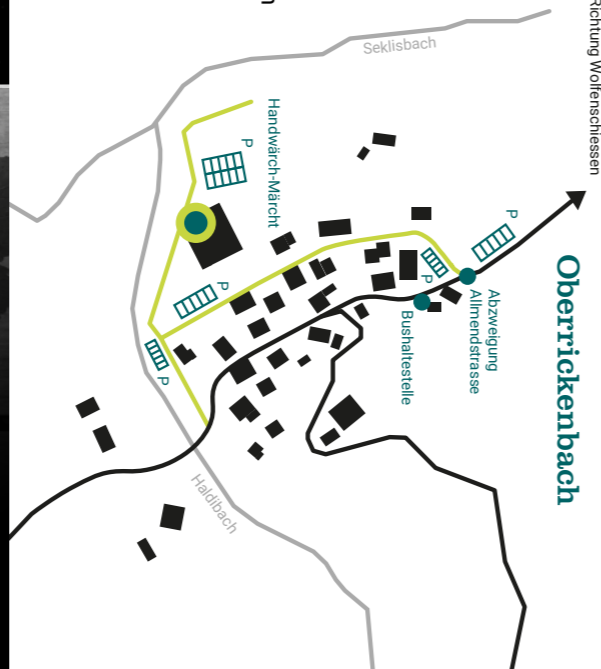 Richtung Wolfenschiessen
Oberrickenbach
Seklisbach
Handwärch-Märcht
P
P
P
P
P
Abzweigung
Allmendstrasse
Bushaltestelle
Haldibach